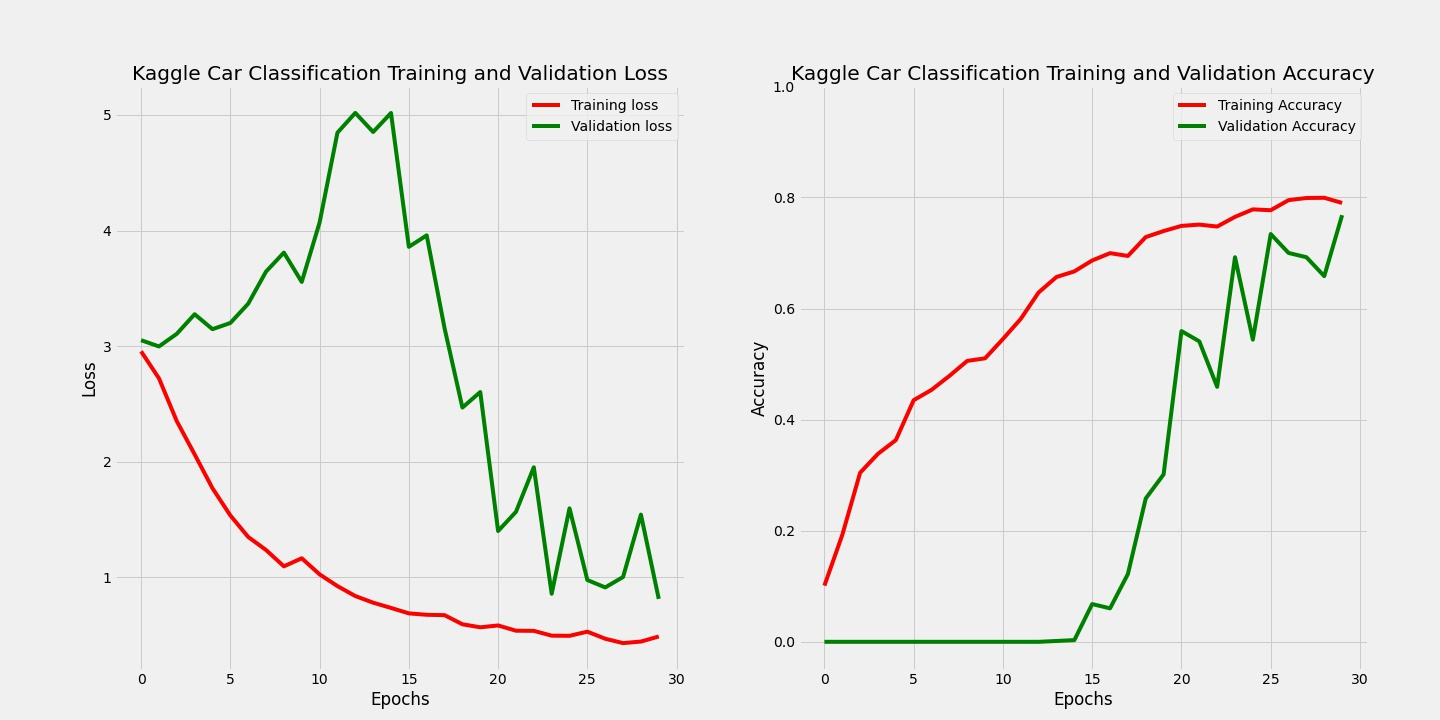 Kaggle Car Classification Training and Validation Loss
Training loss
Validation loss
5
4
3
2
1
Loss
0 5 10 15 20 25 30
Epochs
Kaggle Car Classification Training and Validation Accuracy
Training Accuracy
Validation Accuracy
1.0
0.8
0.6
0.4
0.2
0.0
Accuracy
0 5 10 15 20 25 30
Epochs